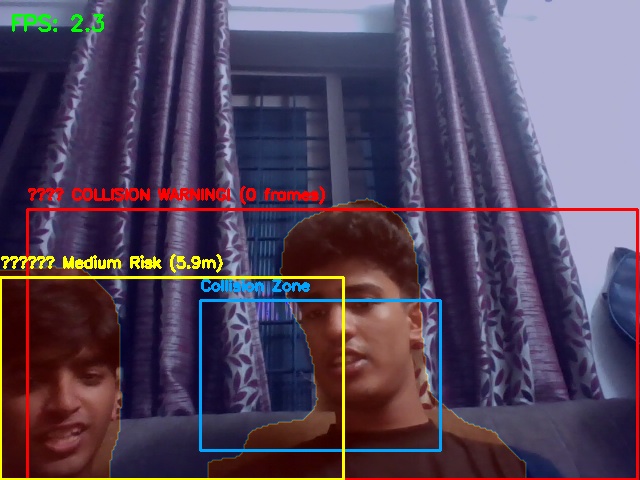 FPS: 2.3
???? COLLISION WARNING! (0 frames)
?????? Medium Risk (5.9m)
Collision Zone